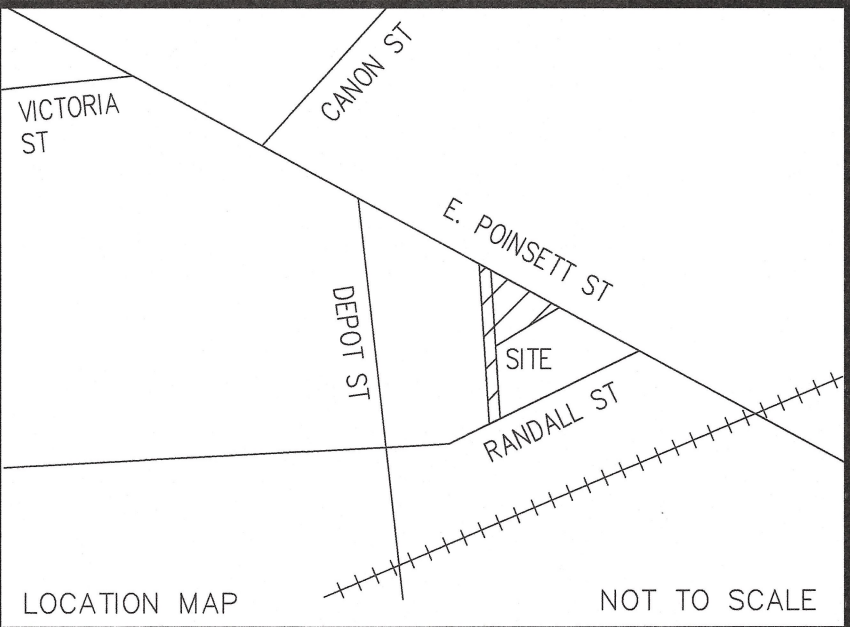 VICTORIA
ST
CANON ST
E. POINSETT ST
DEPOT ST
SITE
RANDALL ST
LOCATION MAP
NOT TO SCALE